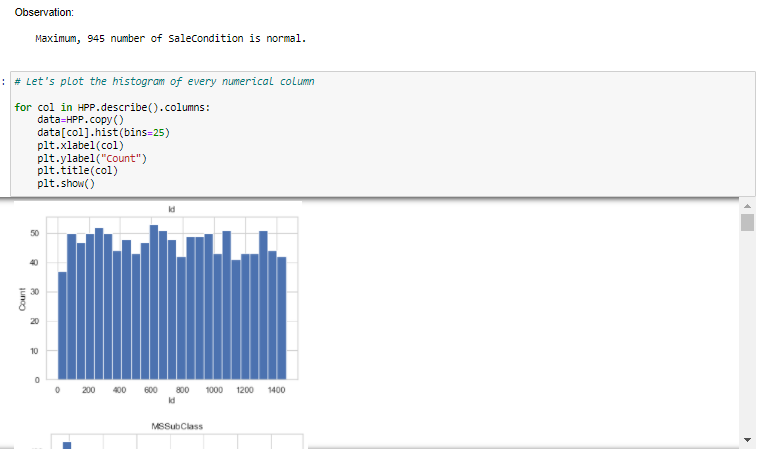 Observation:
Maximum, 945 number of SaleCondition is normal.
: # Let's plot the histogram of every numerical column
for col in HPP.describe().columns:
data=HPP.copy()
data[col].hist(bins=25)
plt.xlabel(col)
plt.ylabel("Count")
plt.title(col)
plt.show()
Id
50
40
30
20
10
0
Count
0 200 400 600 800 1000 1200 1400
Id
MSSubClass